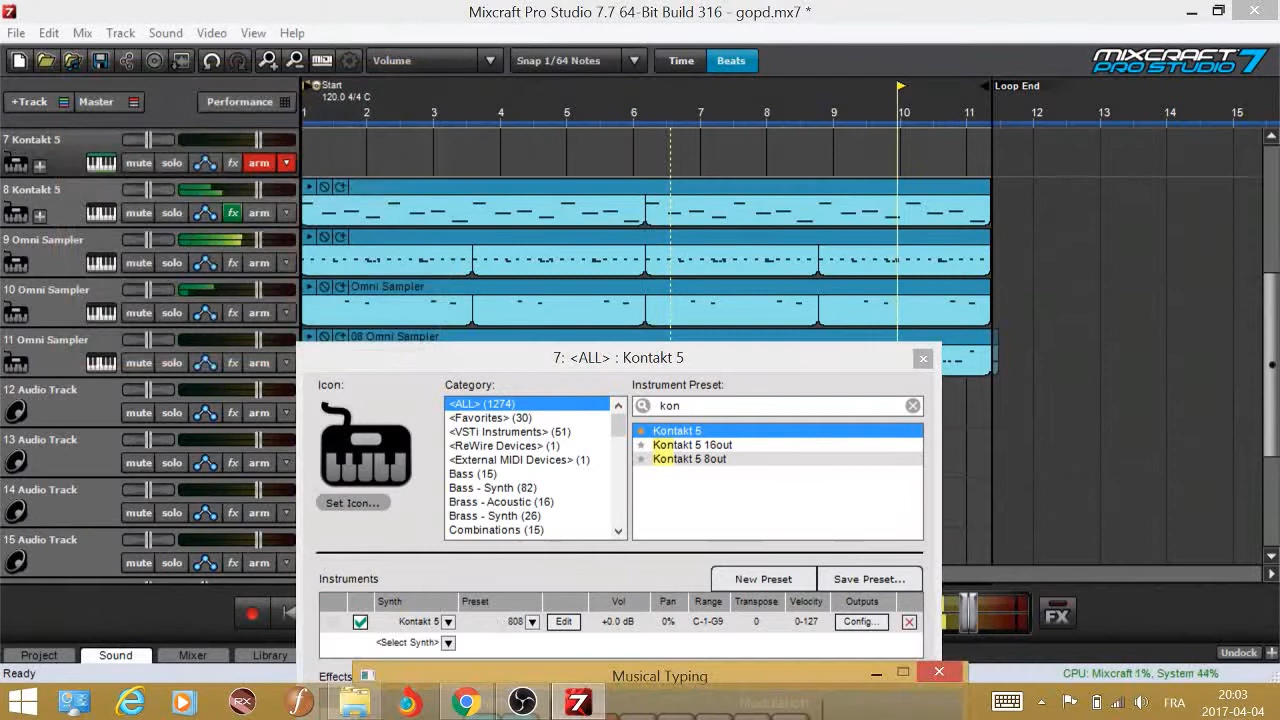 Mixcraft Pro Studio 7.7 64-Bit Build 316 - gopd.mx7 *
File Edit Mix Track Sound Video View Help
Volume Snap 1/64 Notes Time Beats
MIXCRAFT PRO STUDIO 7
+Track Master Performance
Start
120.0 4/4 C
Loop End
1 2 3 4 5 6 7 8 9 10 11 12 13 14 15
7 Kontakt 5
mute solo fx arm
8 Kontakt 5
mute solo fx arm
9 Omni Sampler
mute solo fx arm
10 Omni Sampler
mute solo fx arm
Omni Sampler
11 Omni Sampler
mute solo fx arm
08 Omni Sampler
12 Audio Track
mute solo fx arm
13 Audio Track
mute solo fx arm
14 Audio Track
mute solo fx arm
15 Audio Track
mute solo fx arm
7: <ALL> : Kontakt 5
Icon:
Set Icon...
Category:
<ALL> (1274)
<Favorites> (30)
<VSTi Instruments> (51)
<ReWire Devices> (1)
<External MIDI Devices> (1)
Bass (15)
Bass - Synth (82)
Brass - Acoustic (16)
Brass - Synth (26)
Combinations (15)
Instrument Preset:
kon
Kontakt 5
Kontakt 5 16out
Kontakt 5 8out
Instruments
New Preset Save Preset...
Synth Preset Vol Pan Range Transpose Velocity Outputs
Kontakt 5 808 Edit +0.0 dB 0% C-1-G9 0 0-127 Config...
<Select Synth>
Effects
Musical Typing
Modulation
FX
Project Sound Mixer Library
Undock
Ready
CPU: Mixcraft 1%, System 44%
RX
FRA
20:03
2017-04-04